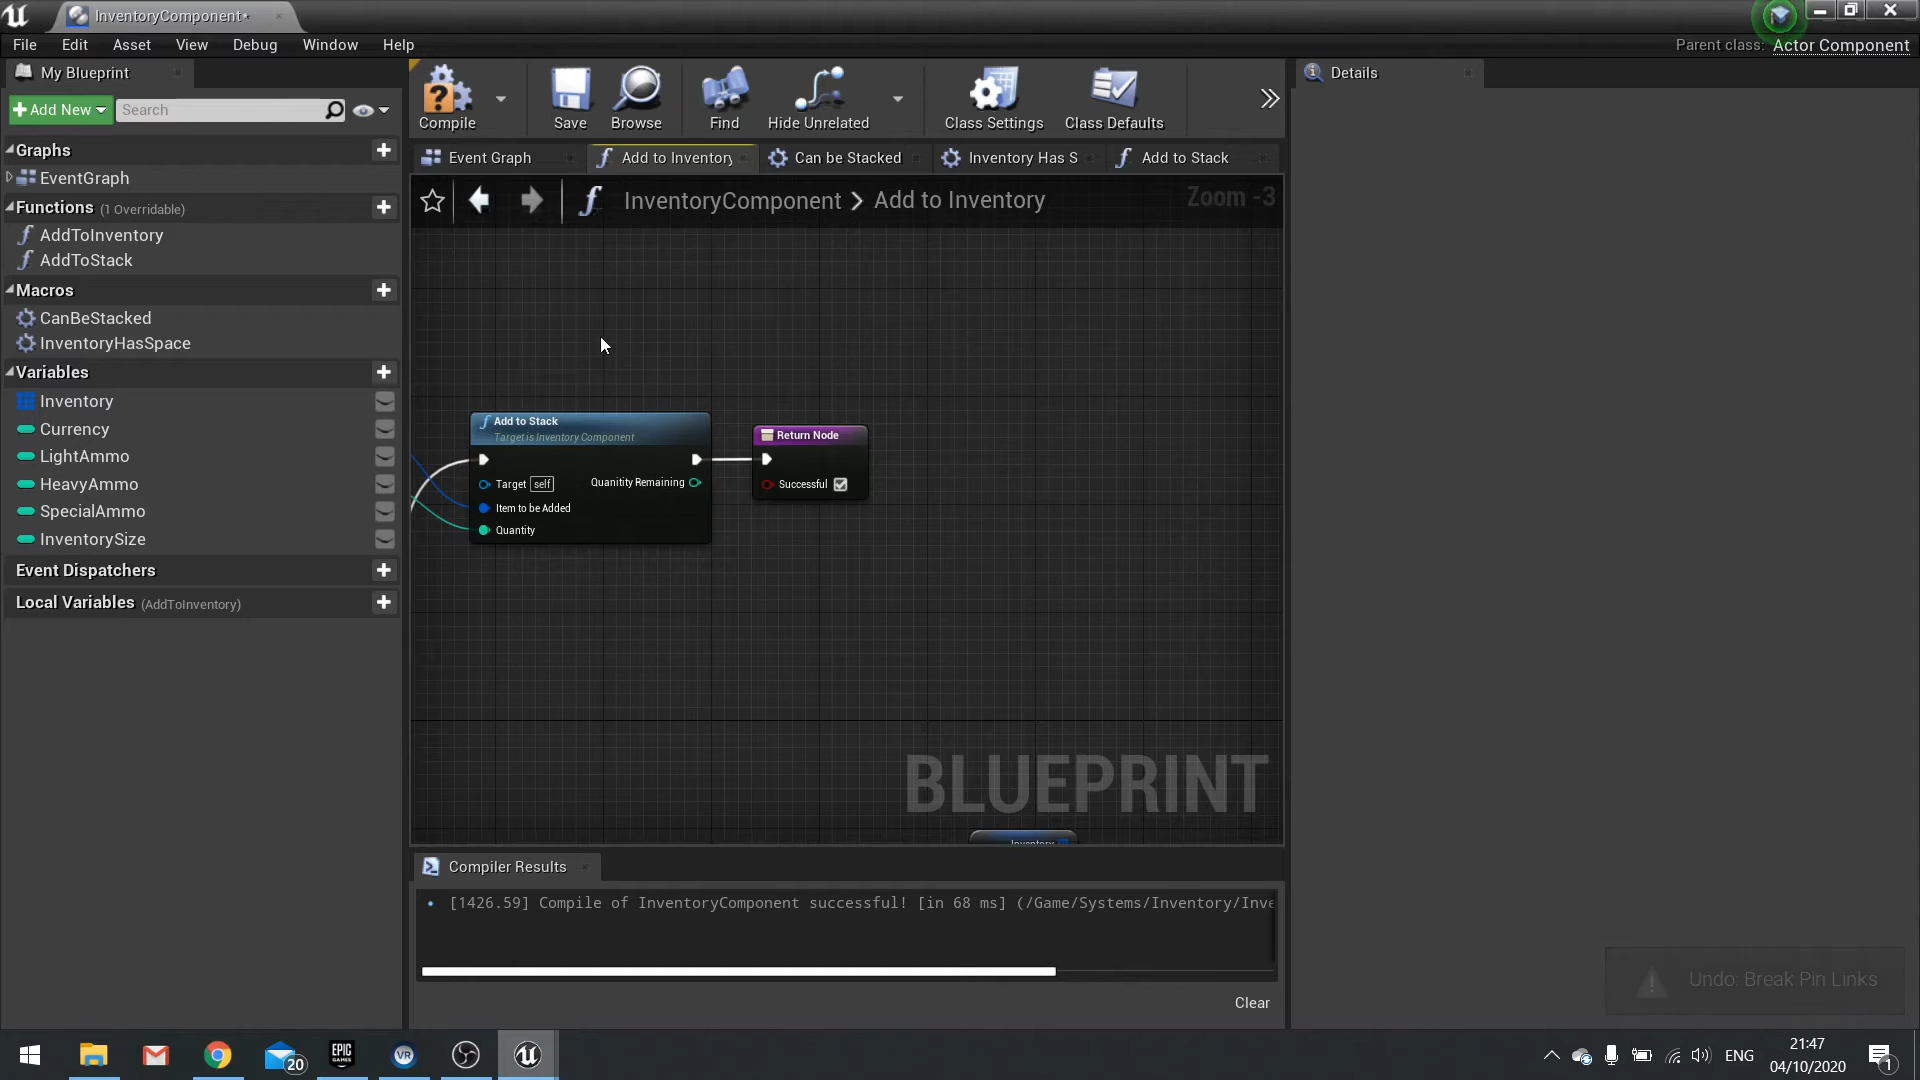 InventoryComponent*
File Edit Asset View Debug Window Help
Parent class: Actor Component
My Blueprint
Add New
Search
Compile
Save
Browse
Find
Hide Unrelated
Class Settings
Class Defaults
Details
Event Graph
Add to Inventory
Can be Stacked
Inventory Has S
Add to Stack
InventoryComponent > Add to Inventory
Zoom -3
Graphs
EventGraph
Functions (1 Overridable)
AddToInventory
AddToStack
Macros
CanBeStacked
InventoryHasSpace
Variables
Inventory
Currency
LightAmmo
HeavyAmmo
SpecialAmmo
InventorySize
Event Dispatchers
Local Variables (AddToInventory)
Add to Stack
Target is Inventory Component
Target self
Quanitity Remaining
Item to be Added
Quantity
Return Node
Successful
BLUEPRINT
Inventory
Compiler Results
[1426.59] Compile of InventoryComponent successful! [in 68 ms] (/Game/Systems/Inventory/Inve
Clear
Undo: Break Pin Links
20
EPIC
GAMES
VR
ENG
21:47
04/10/2020
1